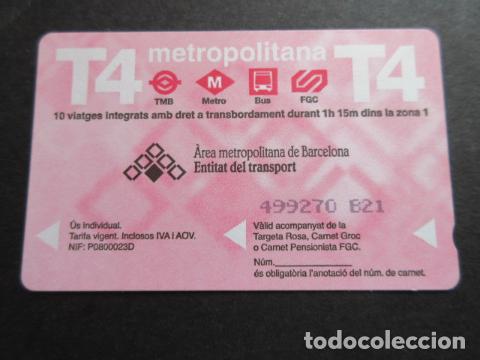 T4 metropolitana T4
TMB Metro Bus FGC
10 viatges integrats amb dret a transbordament durant 1h 15m dins la zona 1
Àrea metropolitana de Barcelona
Entitat del transport
499270 B21
Ús individual.
Tarifa vigent. Inclosos IVA i AOV.
NIF: P0800023D
Vàlid acompanyat de la
Targeta Rosa, Carnet Groc
o Carnet Pensionista FGC.
Núm.
és obligatòria l'anotació del núm. de carnet.
todocoleccion